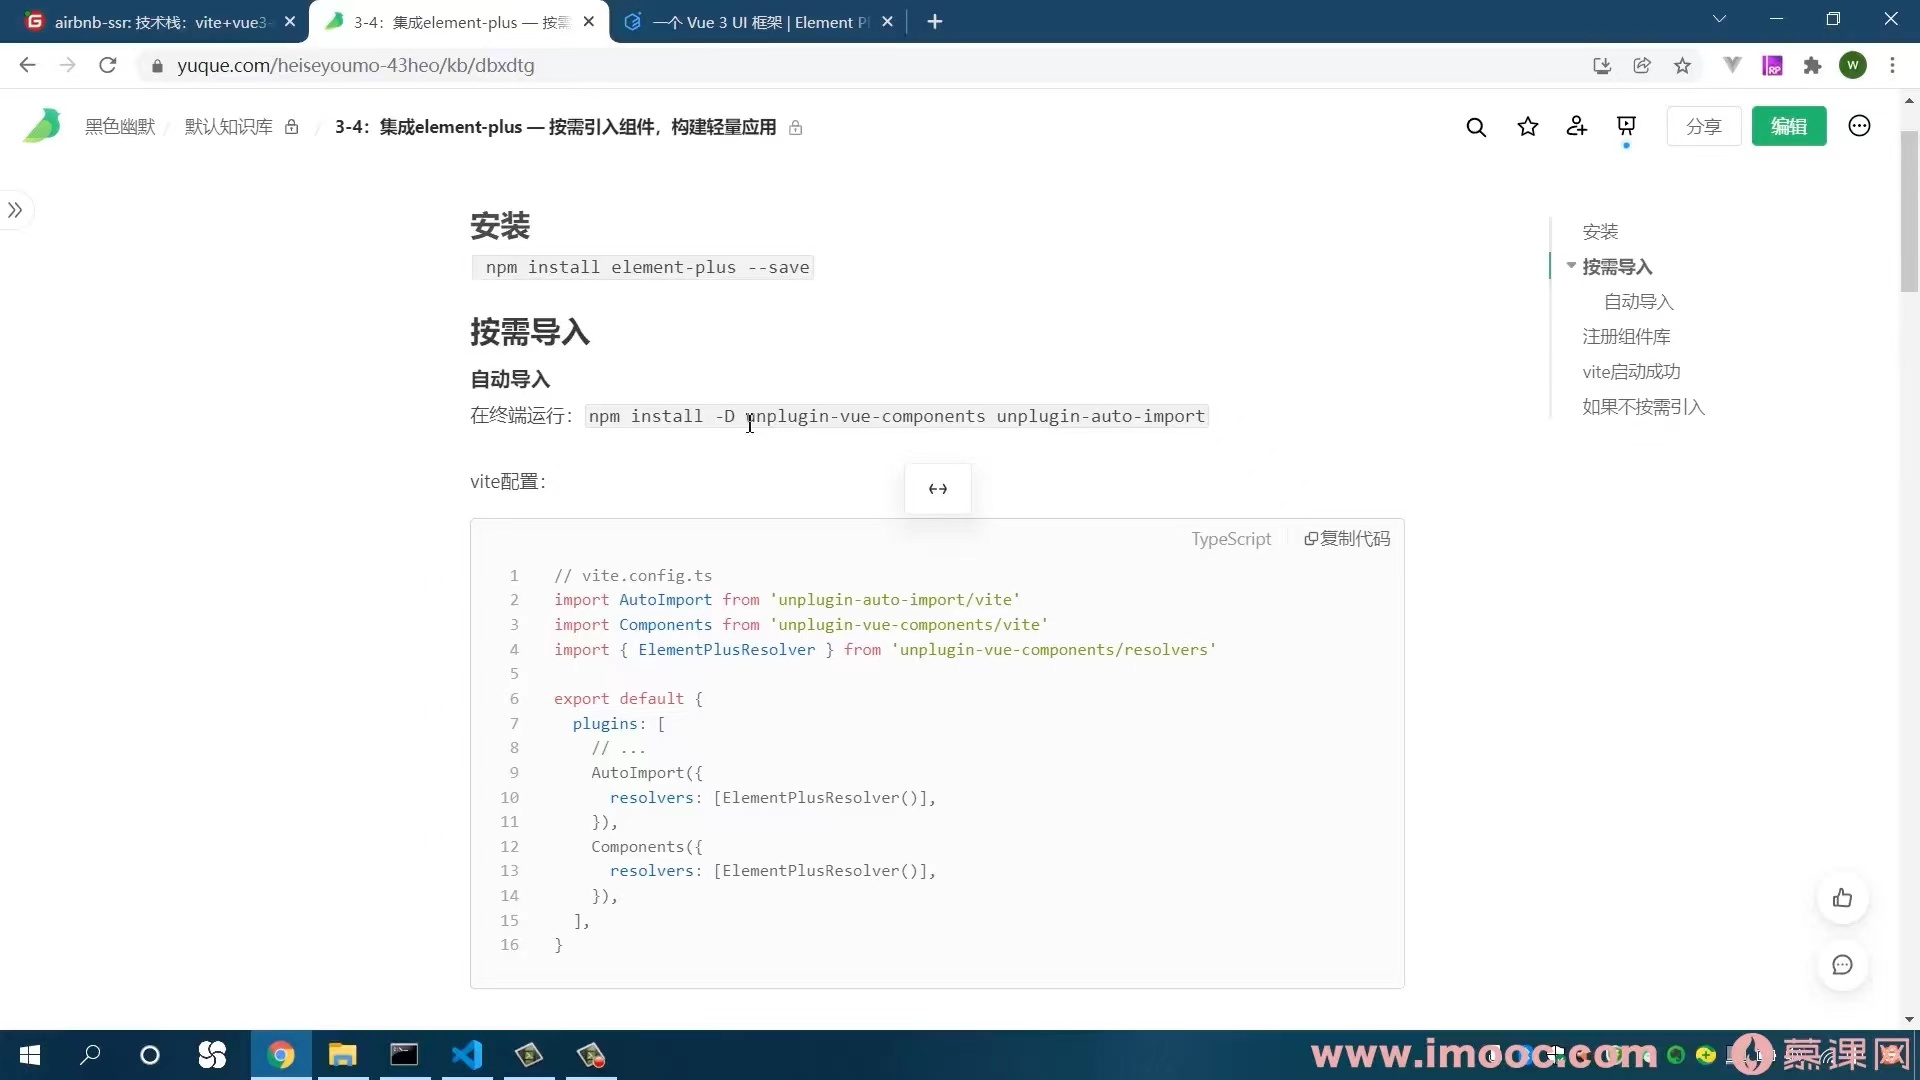 airbnb-ssr: 技术栈：vite+vue3-
3-4：集成element-plus — 按需
一个 Vue 3 UI 框架 | Element P
yuque.com/heiseyoumo-43heo/kb/dbxdtg
RP
W
黑色幽默 / 默认知识库 / 3-4：集成element-plus — 按需引入组件，构建轻量应用
分享
编辑
安装
npm install element-plus --save
按需导入
自动导入
在终端运行： npm install -D unplugin-vue-components unplugin-auto-import
vite配置：
TypeScript 复制代码
1 // vite.config.ts
2 import AutoImport from 'unplugin-auto-import/vite'
3 import Components from 'unplugin-vue-components/vite'
4 import { ElementPlusResolver } from 'unplugin-vue-components/resolvers'
5
6 export default {
7 plugins: [
8 // ...
9 AutoImport({
10 resolvers: [ElementPlusResolver()],
11 }),
12 Components({
13 resolvers: [ElementPlusResolver()],
14 }),
15 ],
16 }
安装
按需导入
自动导入
注册组件库
vite启动成功
如果不按需引入
www.imooc.com
慕课网